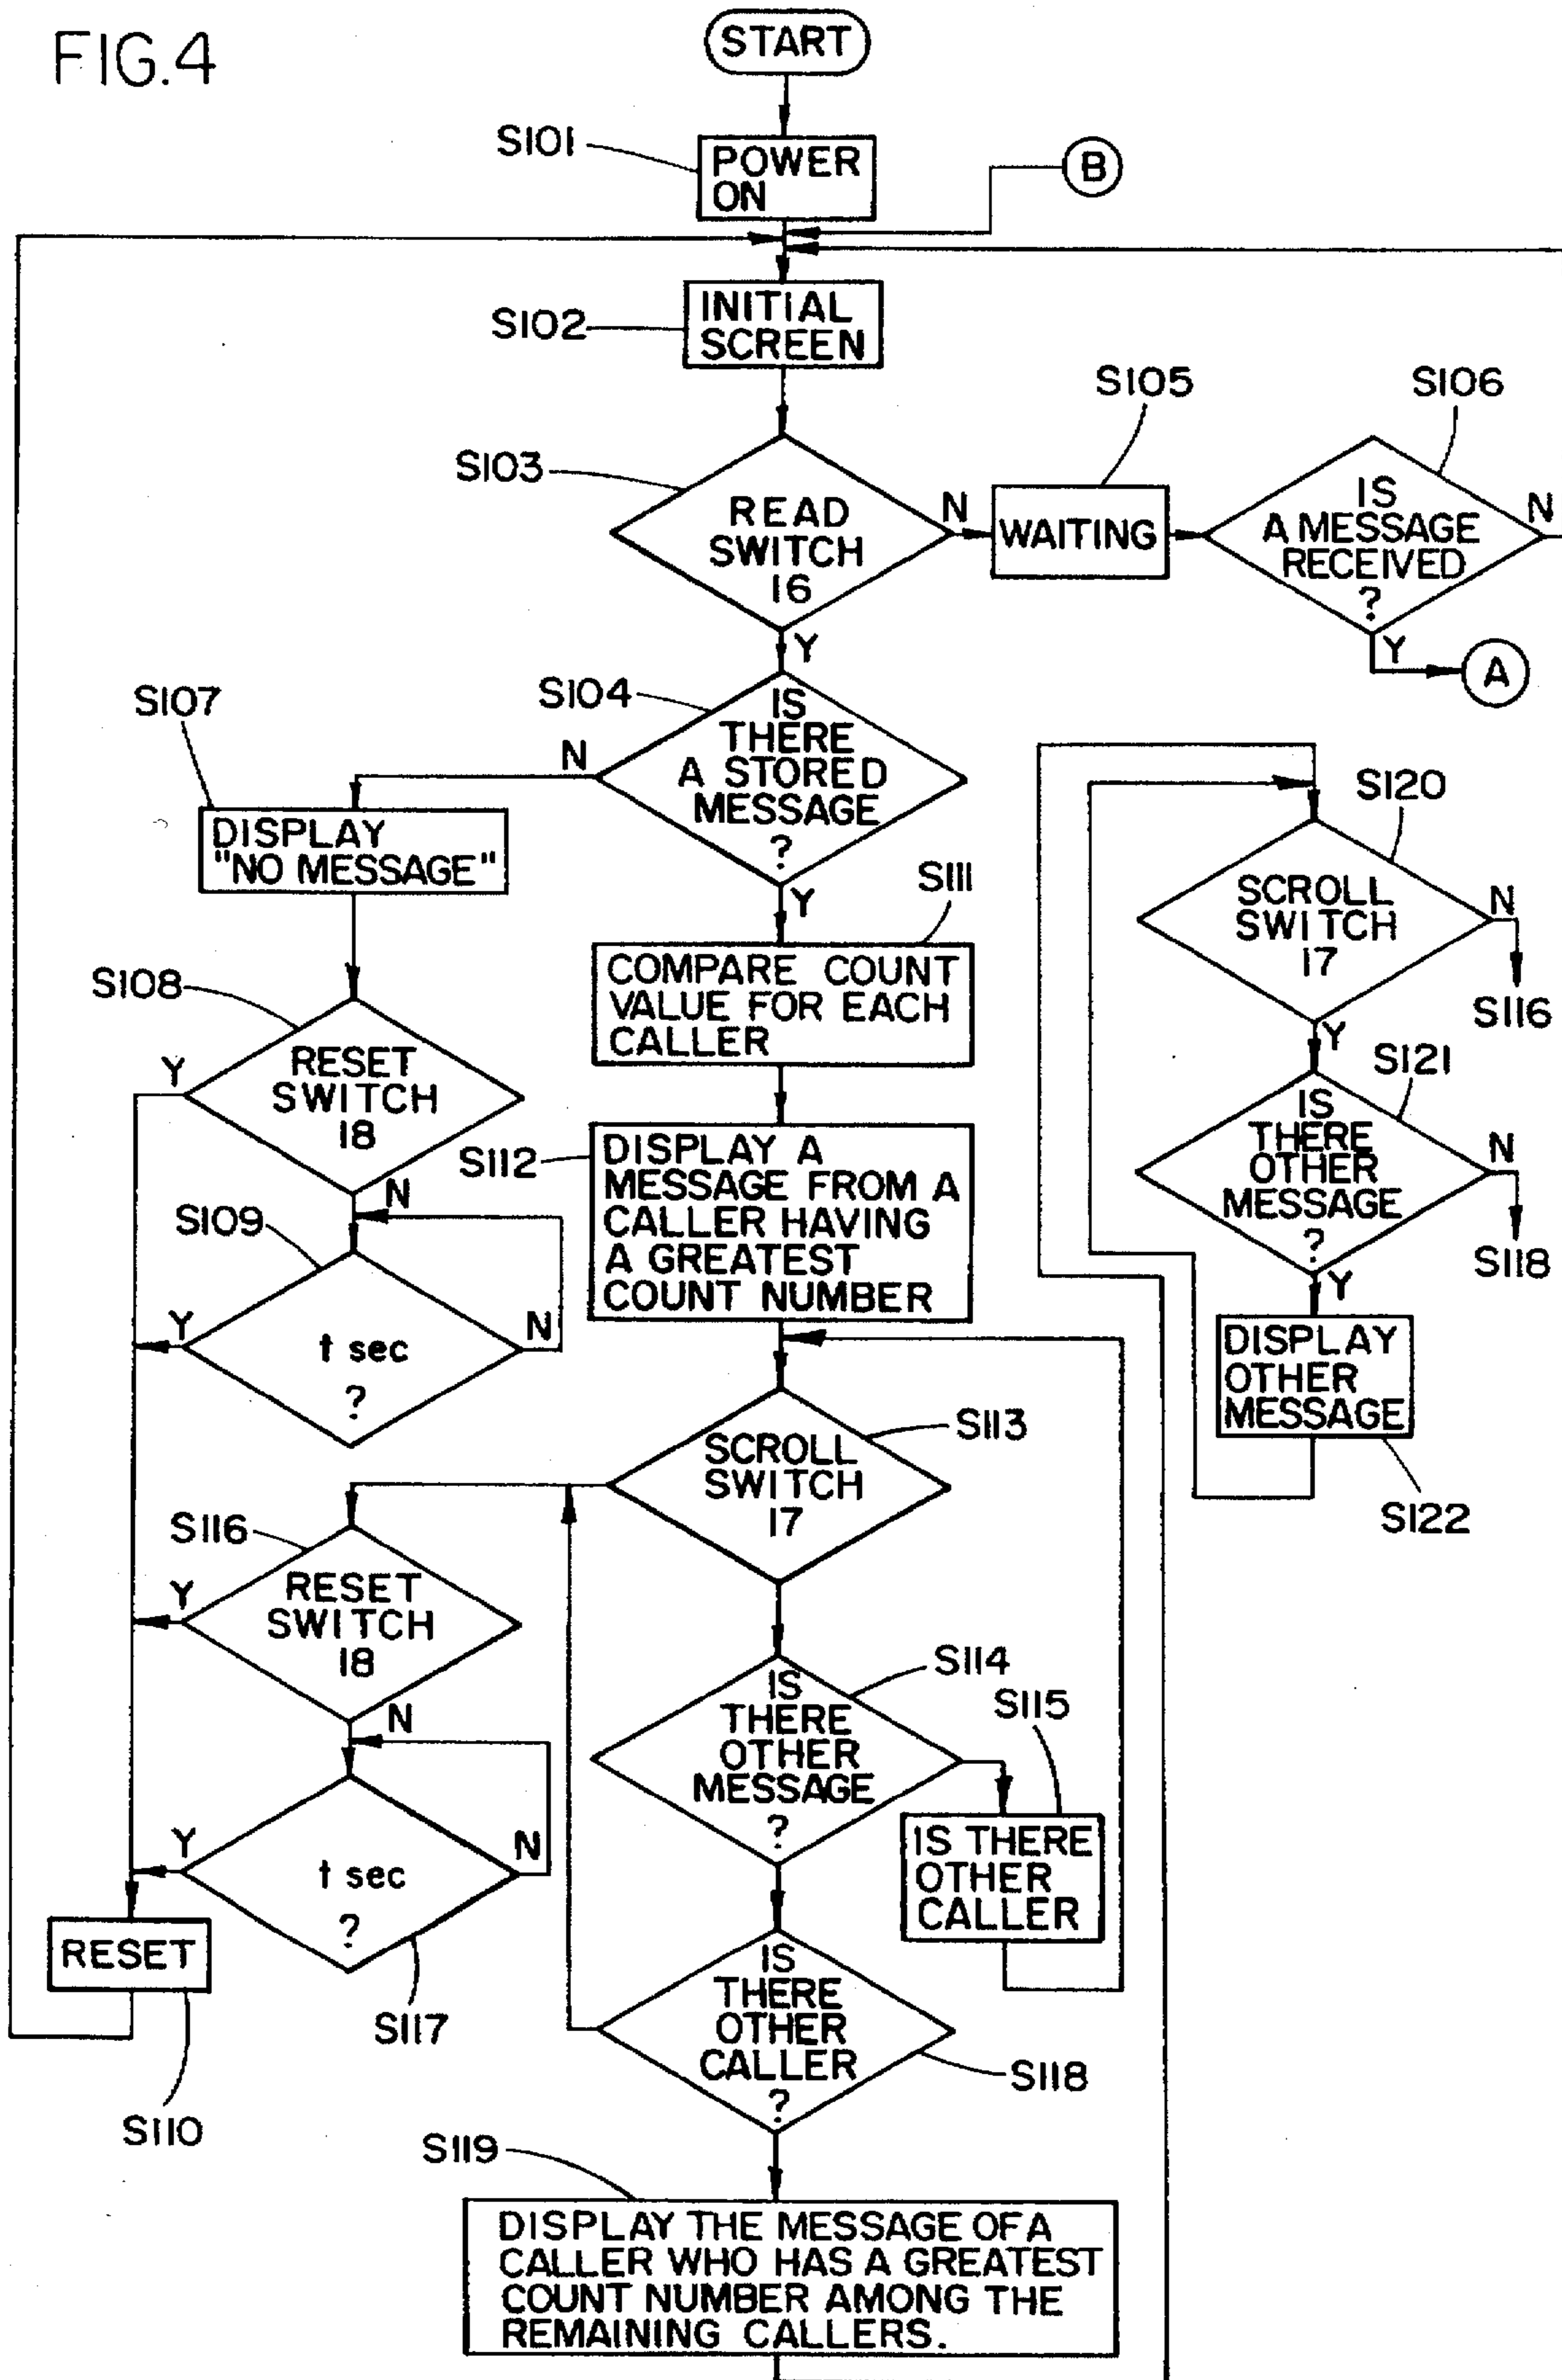 FIG.4
START
S101
POWER
ON
B
S102
INITIAL
SCREEN
S103
READ
SWITCH
16
N
Y
S105
WAITING
S106
IS
A MESSAGE
RECEIVED
?
N
Y
A
S104
IS
THERE
A STORED
MESSAGE
?
N
Y
S107
DISPLAY
"NO MESSAGE"
S108
RESET
SWITCH
18
Y
N
S109
t sec
?
Y
N
S111
COMPARE COUNT
VALUE FOR EACH
CALLER
S112
DISPLAY A
MESSAGE FROM A
CALLER HAVING
A GREATEST
COUNT NUMBER
S120
SCROLL
SWITCH
17
N
S116
Y
S121
IS
THERE
OTHER
MESSAGE
?
N
S118
Y
DISPLAY
OTHER
MESSAGE
S122
S113
SCROLL
SWITCH
17
S116
RESET
SWITCH
18
Y
N
t sec
?
Y
N
S117
RESET
S110
S114
IS
THERE
OTHER
MESSAGE
?
S115
IS THERE
OTHER
CALLER
IS
THERE
OTHER
CALLER
?
S118
S119
DISPLAY THE MESSAGE OF A
CALLER WHO HAS A GREATEST
COUNT NUMBER AMONG THE
REMAINING CALLERS.